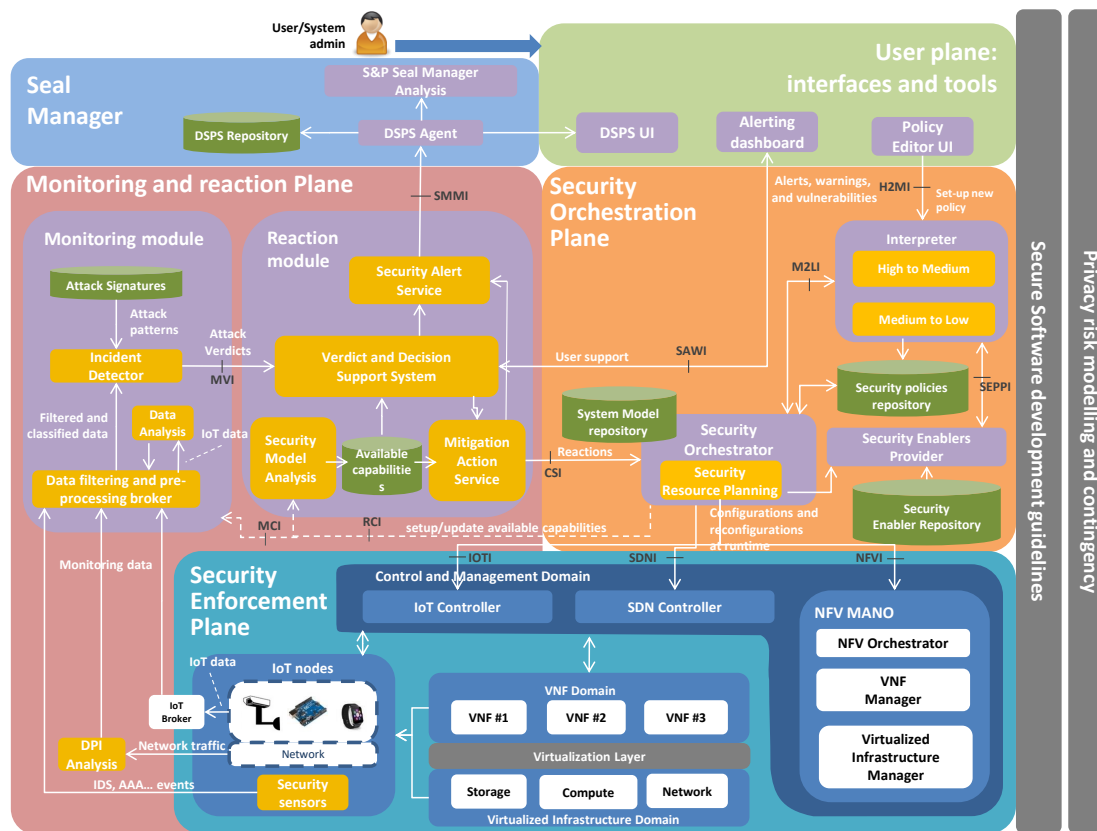 User/System
admin
Seal
Manager
S&P Seal Manager
Analysis
DSPS Repository
DSPS Agent
User plane:
interfaces and tools
DSPS UI
Alerting
dashboard
Policy
Editor UI
Monitoring and reaction Plane
SMMI
Security
Orchestration
Plane
Alerts, warnings,
and vulnerabilities
H2MI
Set-up new
policy
Monitoring module
Attack Signatures
Attack
patterns
Incident
Detector
Attack
Verdicts
MVI
Filtered and
classified data
Data
Analysis
IoT data
Data filtering and pre-
processing broker
Reaction
module
Security Alert
Service
Verdict and Decision
Support System
Security
Model
Analysis
Available
capabilitie
s
Mitigation
Action
Service
User support
SAWI
M2LI
Interpreter
High to Medium
Medium to Low
Security policies
repository
SEPPI
System Model
repository
Reactions
CSI
Security
Orchestrator
Security
Resource Planning
Security Enablers
Provider
Security
Enabler Repository
Configurations and
reconfigurations
at runtime
MCI
RCI
setup/update available capabilities
Monitoring data
IOTI
SDNI
NFVI
Security
Enforcement
Plane
Control and Management Domain
IoT Controller
SDN Controller
NFV MANO
NFV Orchestrator
VNF
Manager
Virtualized
Infrastructure
Manager
IoT data
IoT nodes
IoT
Broker
Network
DPI
Analysis
Network traffic
IDS, AAA... events
Security
sensors
VNF Domain
VNF #1
VNF #2
VNF #3
Virtualization Layer
Storage
Compute
Network
Virtualized Infrastructure Domain
Secure Software development guidelines
Privacy risk modelling and contingency